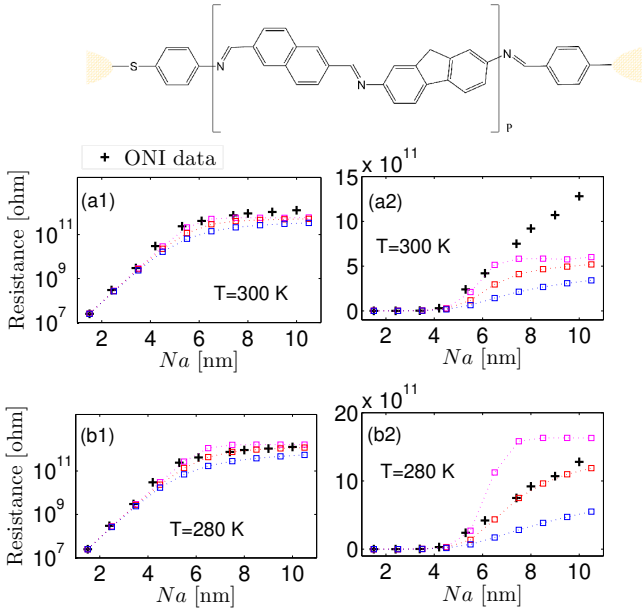 S
N
N
N
P
+ ONI data
Resistance [ohm]
(a1)
T=300 K
10^11
10^9
10^7
2 4 6 8 10
Na [nm]
x 10^11
(a2)
T=300 K
15
10
5
0
2 4 6 8 10
Na [nm]
Resistance [ohm]
(b1)
T=280 K
10^11
10^9
10^7
2 4 6 8 10
Na [nm]
x 10^11
(b2)
T=280 K
20
10
0
2 4 6 8 10
Na [nm]